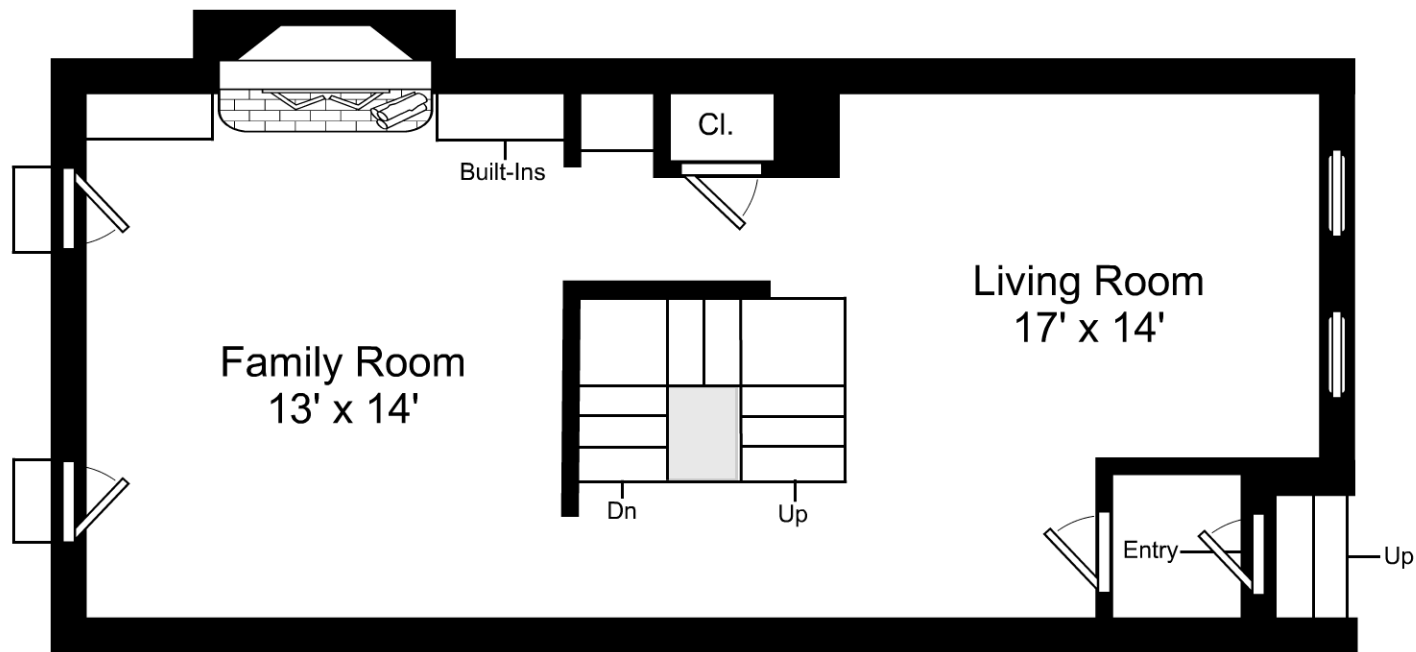 Cl.
Built-Ins
Living Room
17' x 14'
Family Room
13' x 14'
Dn
Up
Entry
Up